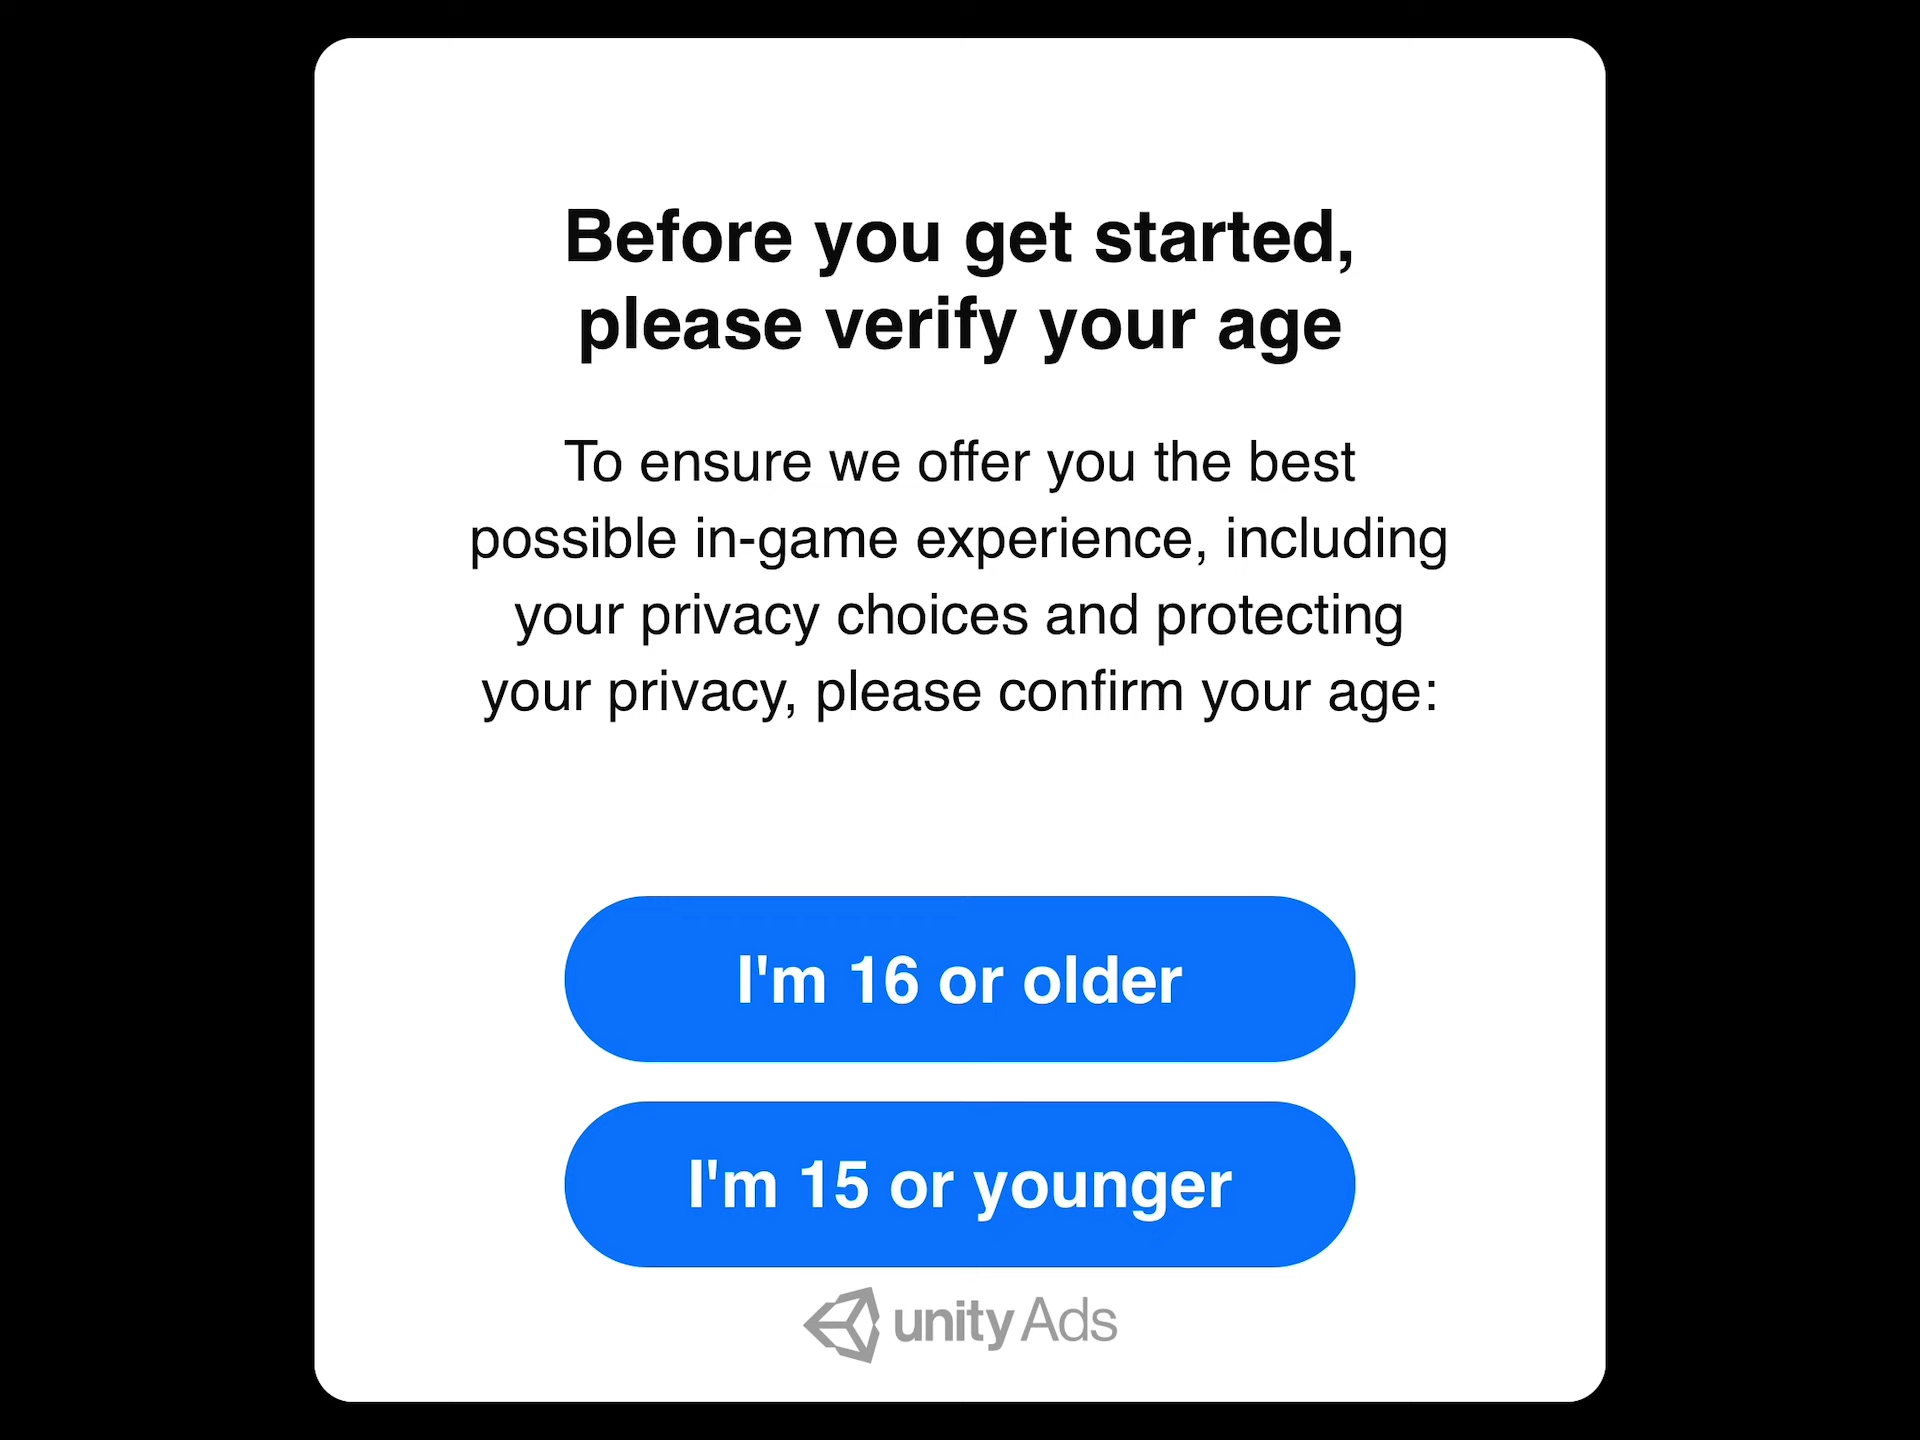 Before you get started,
please verify your age
To ensure we offer you the best
possible in-game experience, including
your privacy choices and protecting
your privacy, please confirm your age:
I'm 16 or older
I'm 15 or younger
unity Ads